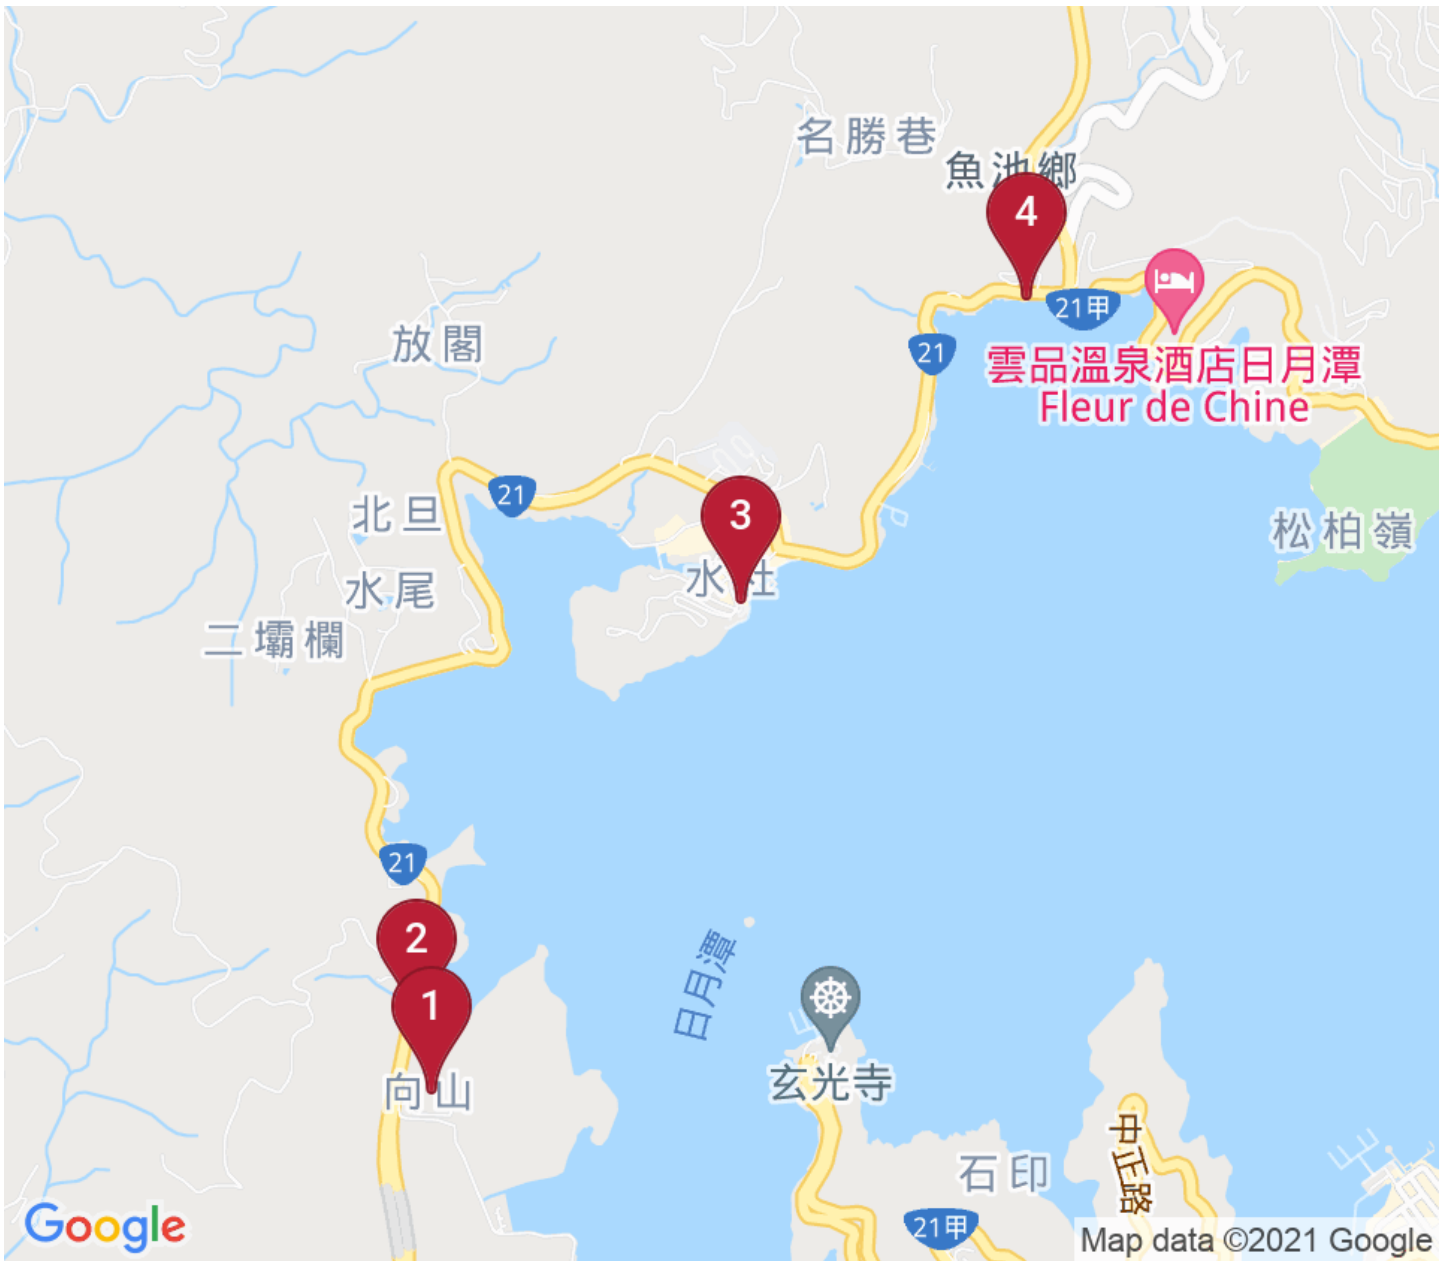 名勝巷
魚池鄉
4
21甲
放閣
21
雲品溫泉酒店日月潭
Fleur de Chine
北旦
21
3
松柏嶺
水社
水尾
二壩欄
21
2
日月潭
1
向山
玄光寺
中正路
石印
21甲
Google
Map data ©2021 Google